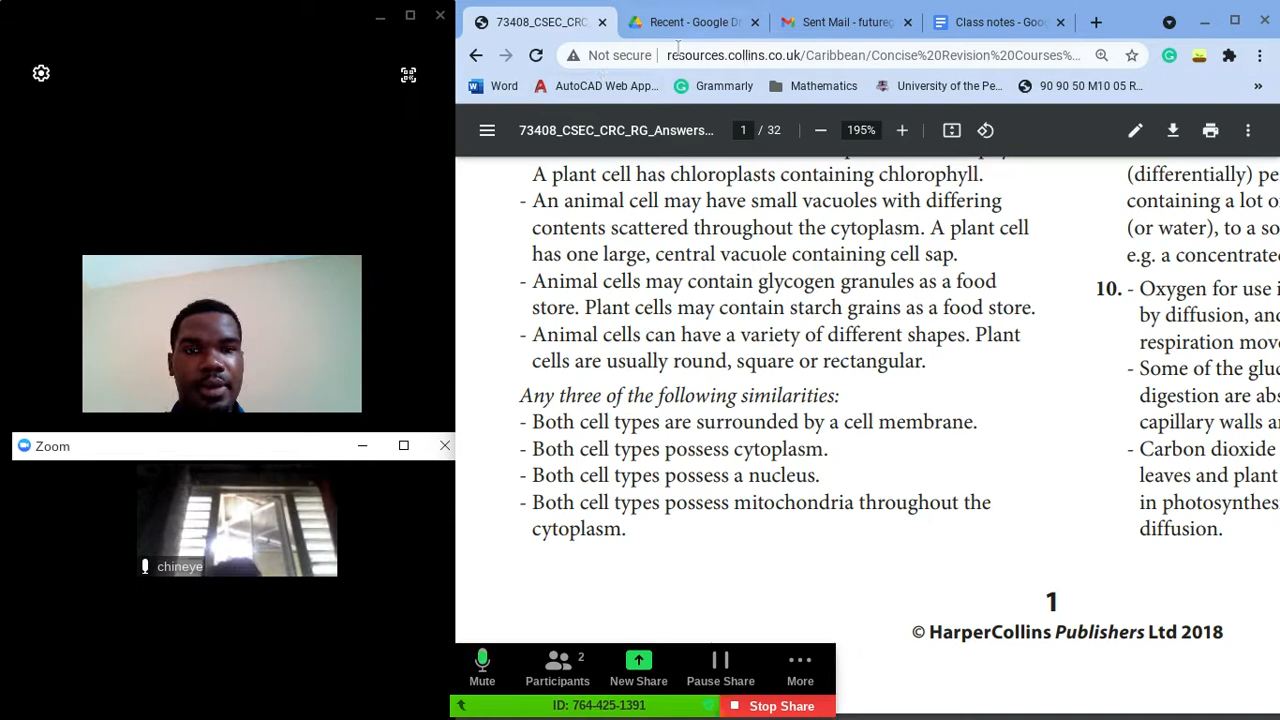 73408_CSEC_CRC
Recent - Google Dr
Sent Mail - futureg
Class notes - Goog
Not secure
resources.collins.co.uk/Caribbean/Concise%20Revision%20Courses%...
Word
AutoCAD Web App...
Grammarly
Mathematics
University of the Pe...
90 90 50 M10 05 R...
»
73408_CSEC_CRC_RG_Answers...
1 / 32
195%
A plant cell has chloroplasts containing chlorophyll.
- An animal cell may have small vacuoles with differing
contents scattered throughout the cytoplasm. A plant cell
has one large, central vacuole containing cell sap.
- Animal cells may contain glycogen granules as a food
store. Plant cells may contain starch grains as a food store.
- Animal cells can have a variety of different shapes. Plant
cells are usually round, square or rectangular.
Any three of the following similarities:
- Both cell types are surrounded by a cell membrane.
- Both cell types possess cytoplasm.
- Both cell types possess a nucleus.
- Both cell types possess mitochondria throughout the
cytoplasm.
(differentially) pe
containing a lot o
(or water), to a so
e.g. a concentrated
10. - Oxygen for use i
by diffusion, and
respiration move
- Some of the gluc
digestion are abs
capillary walls a
- Carbon dioxide
leaves and plant
in photosynthes
diffusion.
1
© HarperCollins Publishers Ltd 2018
Zoom
chineye
Mute
Participants
2
New Share
Pause Share
More
ID: 764-425-1391
Stop Share